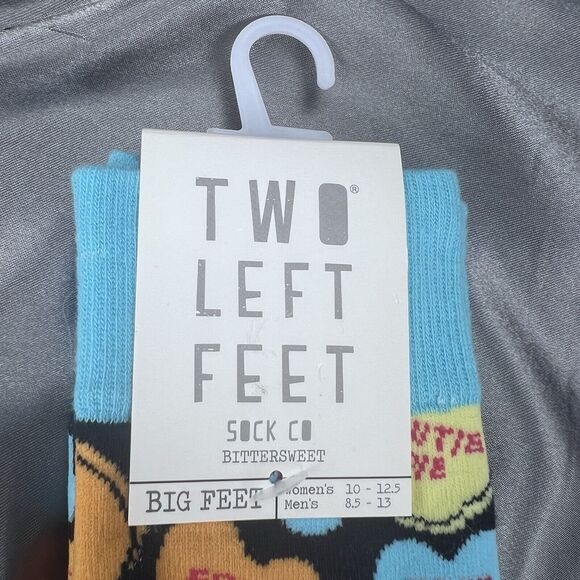 TWO®
LEFT
FEET
SOCK CO
BITTERSWEET
BIG FEET
Women's 10 - 12.5
Men's 8.5 - 13